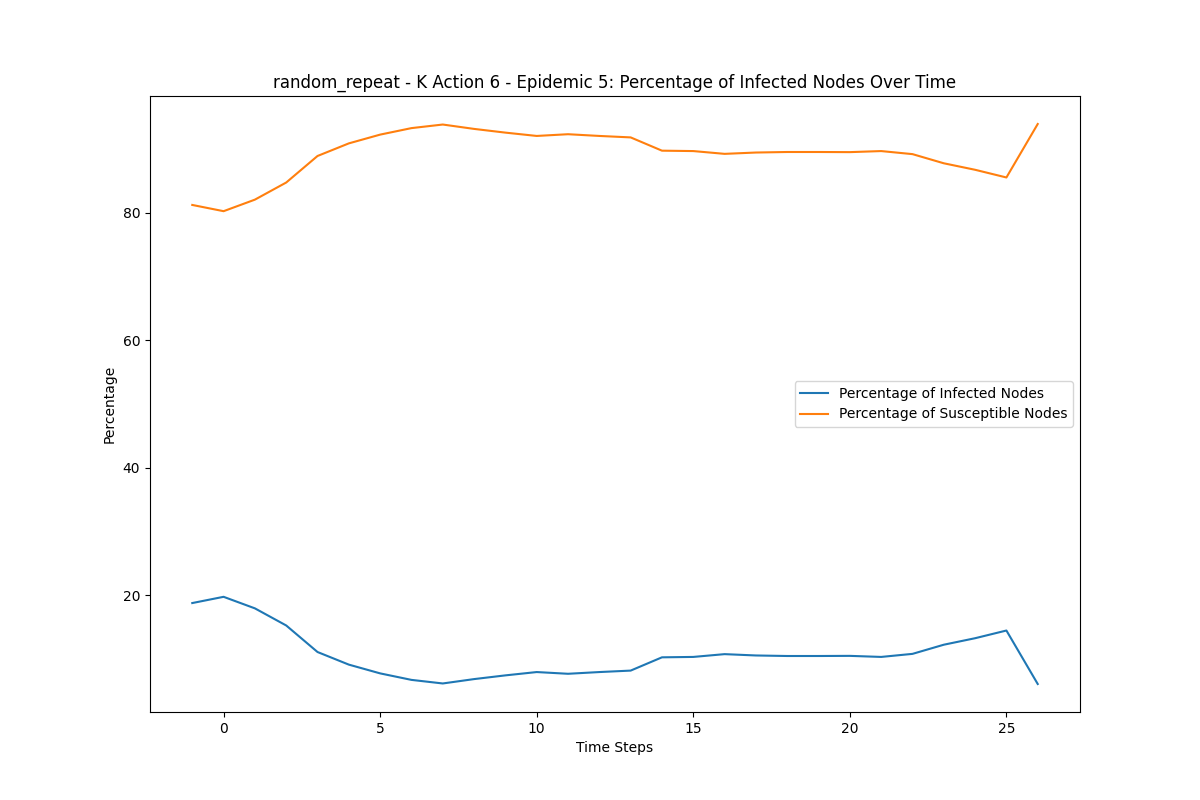 random_repeat - K Action 6 - Epidemic 5: Percentage of Infected Nodes Over Time
Percentage
80
60
40
20
Percentage of Infected Nodes
Percentage of Susceptible Nodes
0 5 10 15 20 25
Time Steps